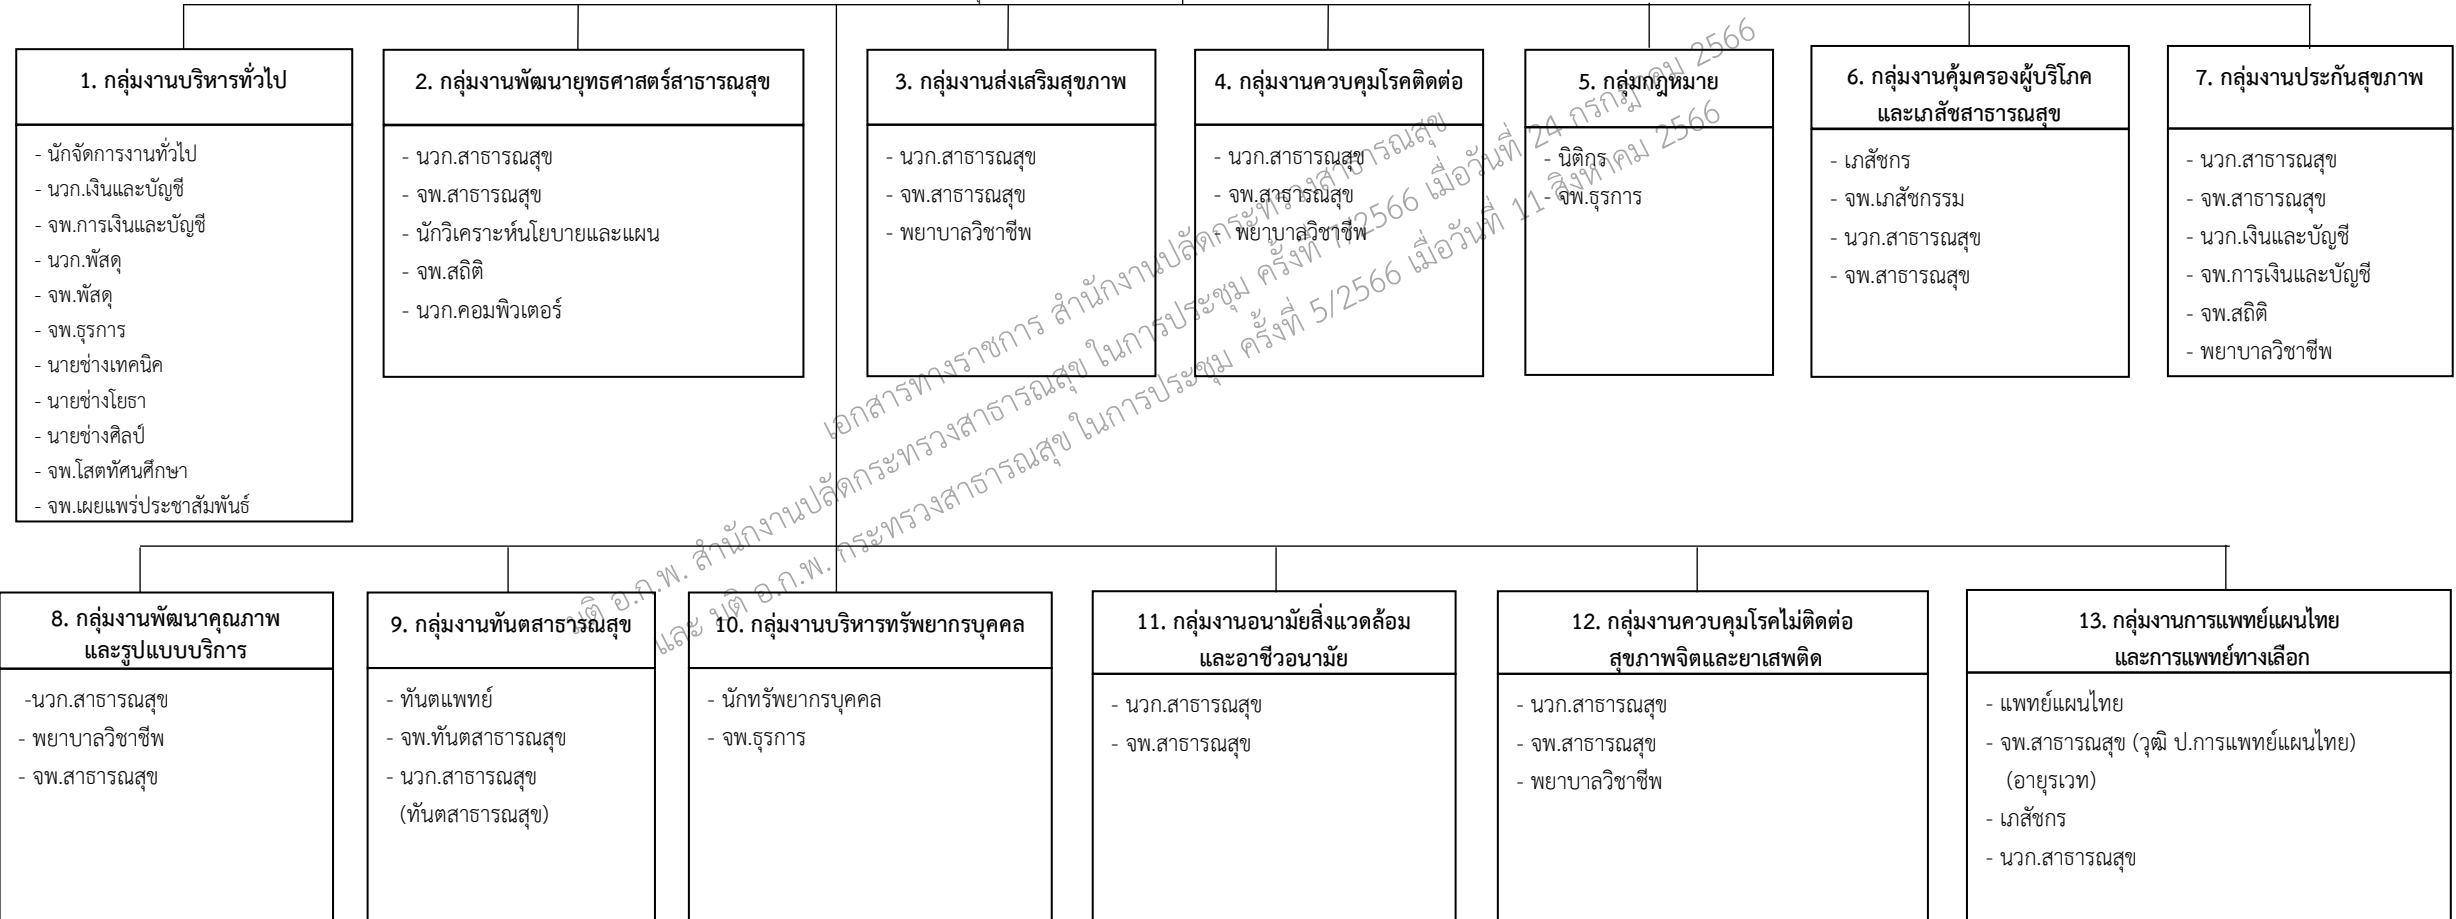 1. กลุ่มงานบริหารทั่วไป
- นักจัดการงานทั่วไป
- นวก.เงินและบัญชี
- จพ.การเงินและบัญชี
- นวก.พัสดุ
- จพ.พัสดุ
- จพ.ธุรการ
- นายช่างเทคนิค
- นายช่างโยธา
- นายช่างศิลป์
- จพ.โสตทัศนศึกษา
- จพ.เผยแพร่ประชาสัมพันธ์
2. กลุ่มงานพัฒนายุทธศาสตร์สาธารณสุข
- นวก.สาธารณสุข
- จพ.สาธารณสุข
- นักวิเคราะห์นโยบายและแผน
- จพ.สถิติ
- นวก.คอมพิวเตอร์
3. กลุ่มงานส่งเสริมสุขภาพ
- นวก.สาธารณสุข
- จพ.สาธารณสุข
- พยาบาลวิชาชีพ
4. กลุ่มงานควบคุมโรคติดต่อ
- นวก.สาธารณสุข
- จพ.สาธารณสุข
- พยาบาลวิชาชีพ
5. กลุ่มกฎหมาย
- นิติกร
- จพ.ธุรการ
6. กลุ่มงานคุ้มครองผู้บริโภค
และเภสัชสาธารณสุข
- เภสัชกร
- จพ.เภสัชกรรม
- นวก.สาธารณสุข
- จพ.สาธารณสุข
7. กลุ่มงานประกันสุขภาพ
- นวก.สาธารณสุข
- จพ.สาธารณสุข
- นวก.เงินและบัญชี
- จพ.การเงินและบัญชี
- จพ.สถิติ
- พยาบาลวิชาชีพ
เอกสารทางราชการ สำนักงานปลัดกระทรวงสาธารณสุข
มติ อ.ก.พ. สำนักงานปลัดกระทรวงสาธารณสุข ในการประชุม ครั้งที่ 7/2566 เมื่อวันที่ 24 กรกฎาคม 2566
และ มติ อ.ก.พ. กระทรวงสาธารณสุข ในการประชุม ครั้งที่ 5/2566 เมื่อวันที่ 11 สิงหาคม 2566
8. กลุ่มงานพัฒนาคุณภาพ
และรูปแบบบริการ
-นวก.สาธารณสุข
- พยาบาลวิชาชีพ
- จพ.สาธารณสุข
9. กลุ่มงานทันตสาธารณสุข
- ทันตแพทย์
- จพ.ทันตสาธารณสุข
- นวก.สาธารณสุข
(ทันตสาธารณสุข)
10. กลุ่มงานบริหารทรัพยากรบุคคล
- นักทรัพยากรบุคคล
- จพ.ธุรการ
11. กลุ่มงานอนามัยสิ่งแวดล้อม
และอาชีวอนามัย
- นวก.สาธารณสุข
- จพ.สาธารณสุข
12. กลุ่มงานควบคุมโรคไม่ติดต่อ
สุขภาพจิตและยาเสพติด
- นวก.สาธารณสุข
- จพ.สาธารณสุข
- พยาบาลวิชาชีพ
13. กลุ่มงานการแพทย์แผนไทย
และการแพทย์ทางเลือก
- แพทย์แผนไทย
- จพ.สาธารณสุข (วุฒิ ป.การแพทย์แผนไทย)
(อายุรเวท)
- เภสัชกร
- นวก.สาธารณสุข